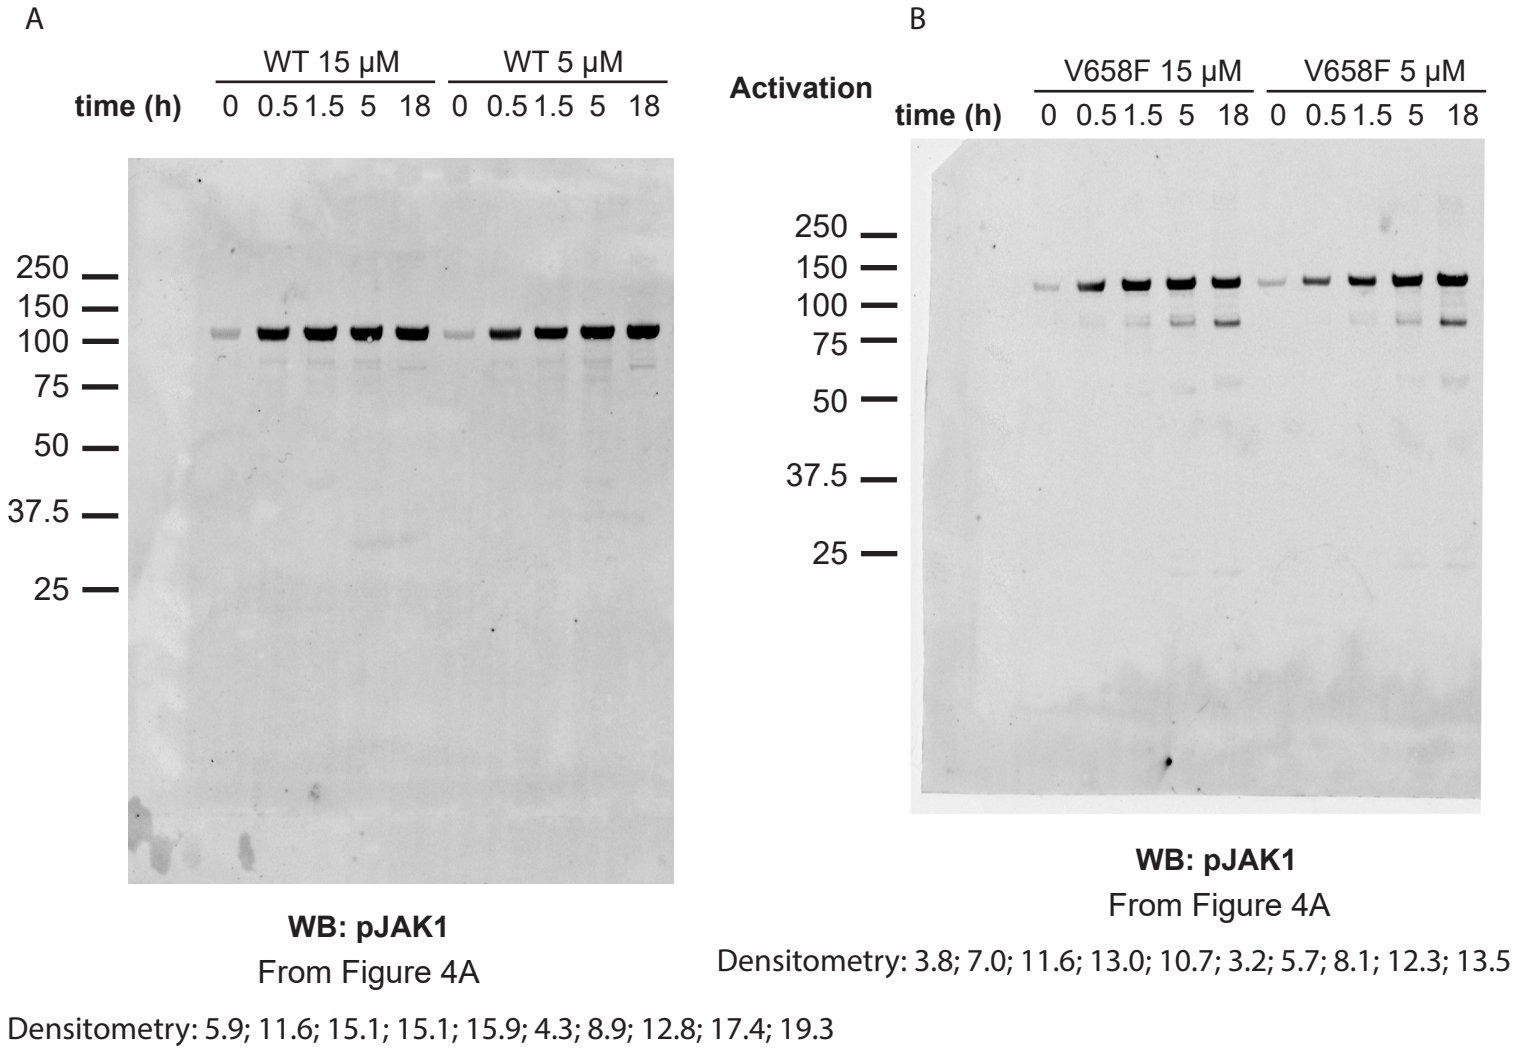 A
WT 15 µM WT 5 µM
time (h) 0 0.5 1.5 5 18 0 0.5 1.5 5 18
250
150
100
75
50
37.5
25
WB: pJAK1
From Figure 4A
Densitometry: 5.9; 11.6; 15.1; 15.1; 15.9; 4.3; 8.9; 12.8; 17.4; 19.3
B
Activation
V658F 15 µM V658F 5 µM
time (h) 0 0.5 1.5 5 18 0 0.5 1.5 5 18
250
150
100
75
50
37.5
25
WB: pJAK1
From Figure 4A
Densitometry: 3.8; 7.0; 11.6; 13.0; 10.7; 3.2; 5.7; 8.1; 12.3; 13.5